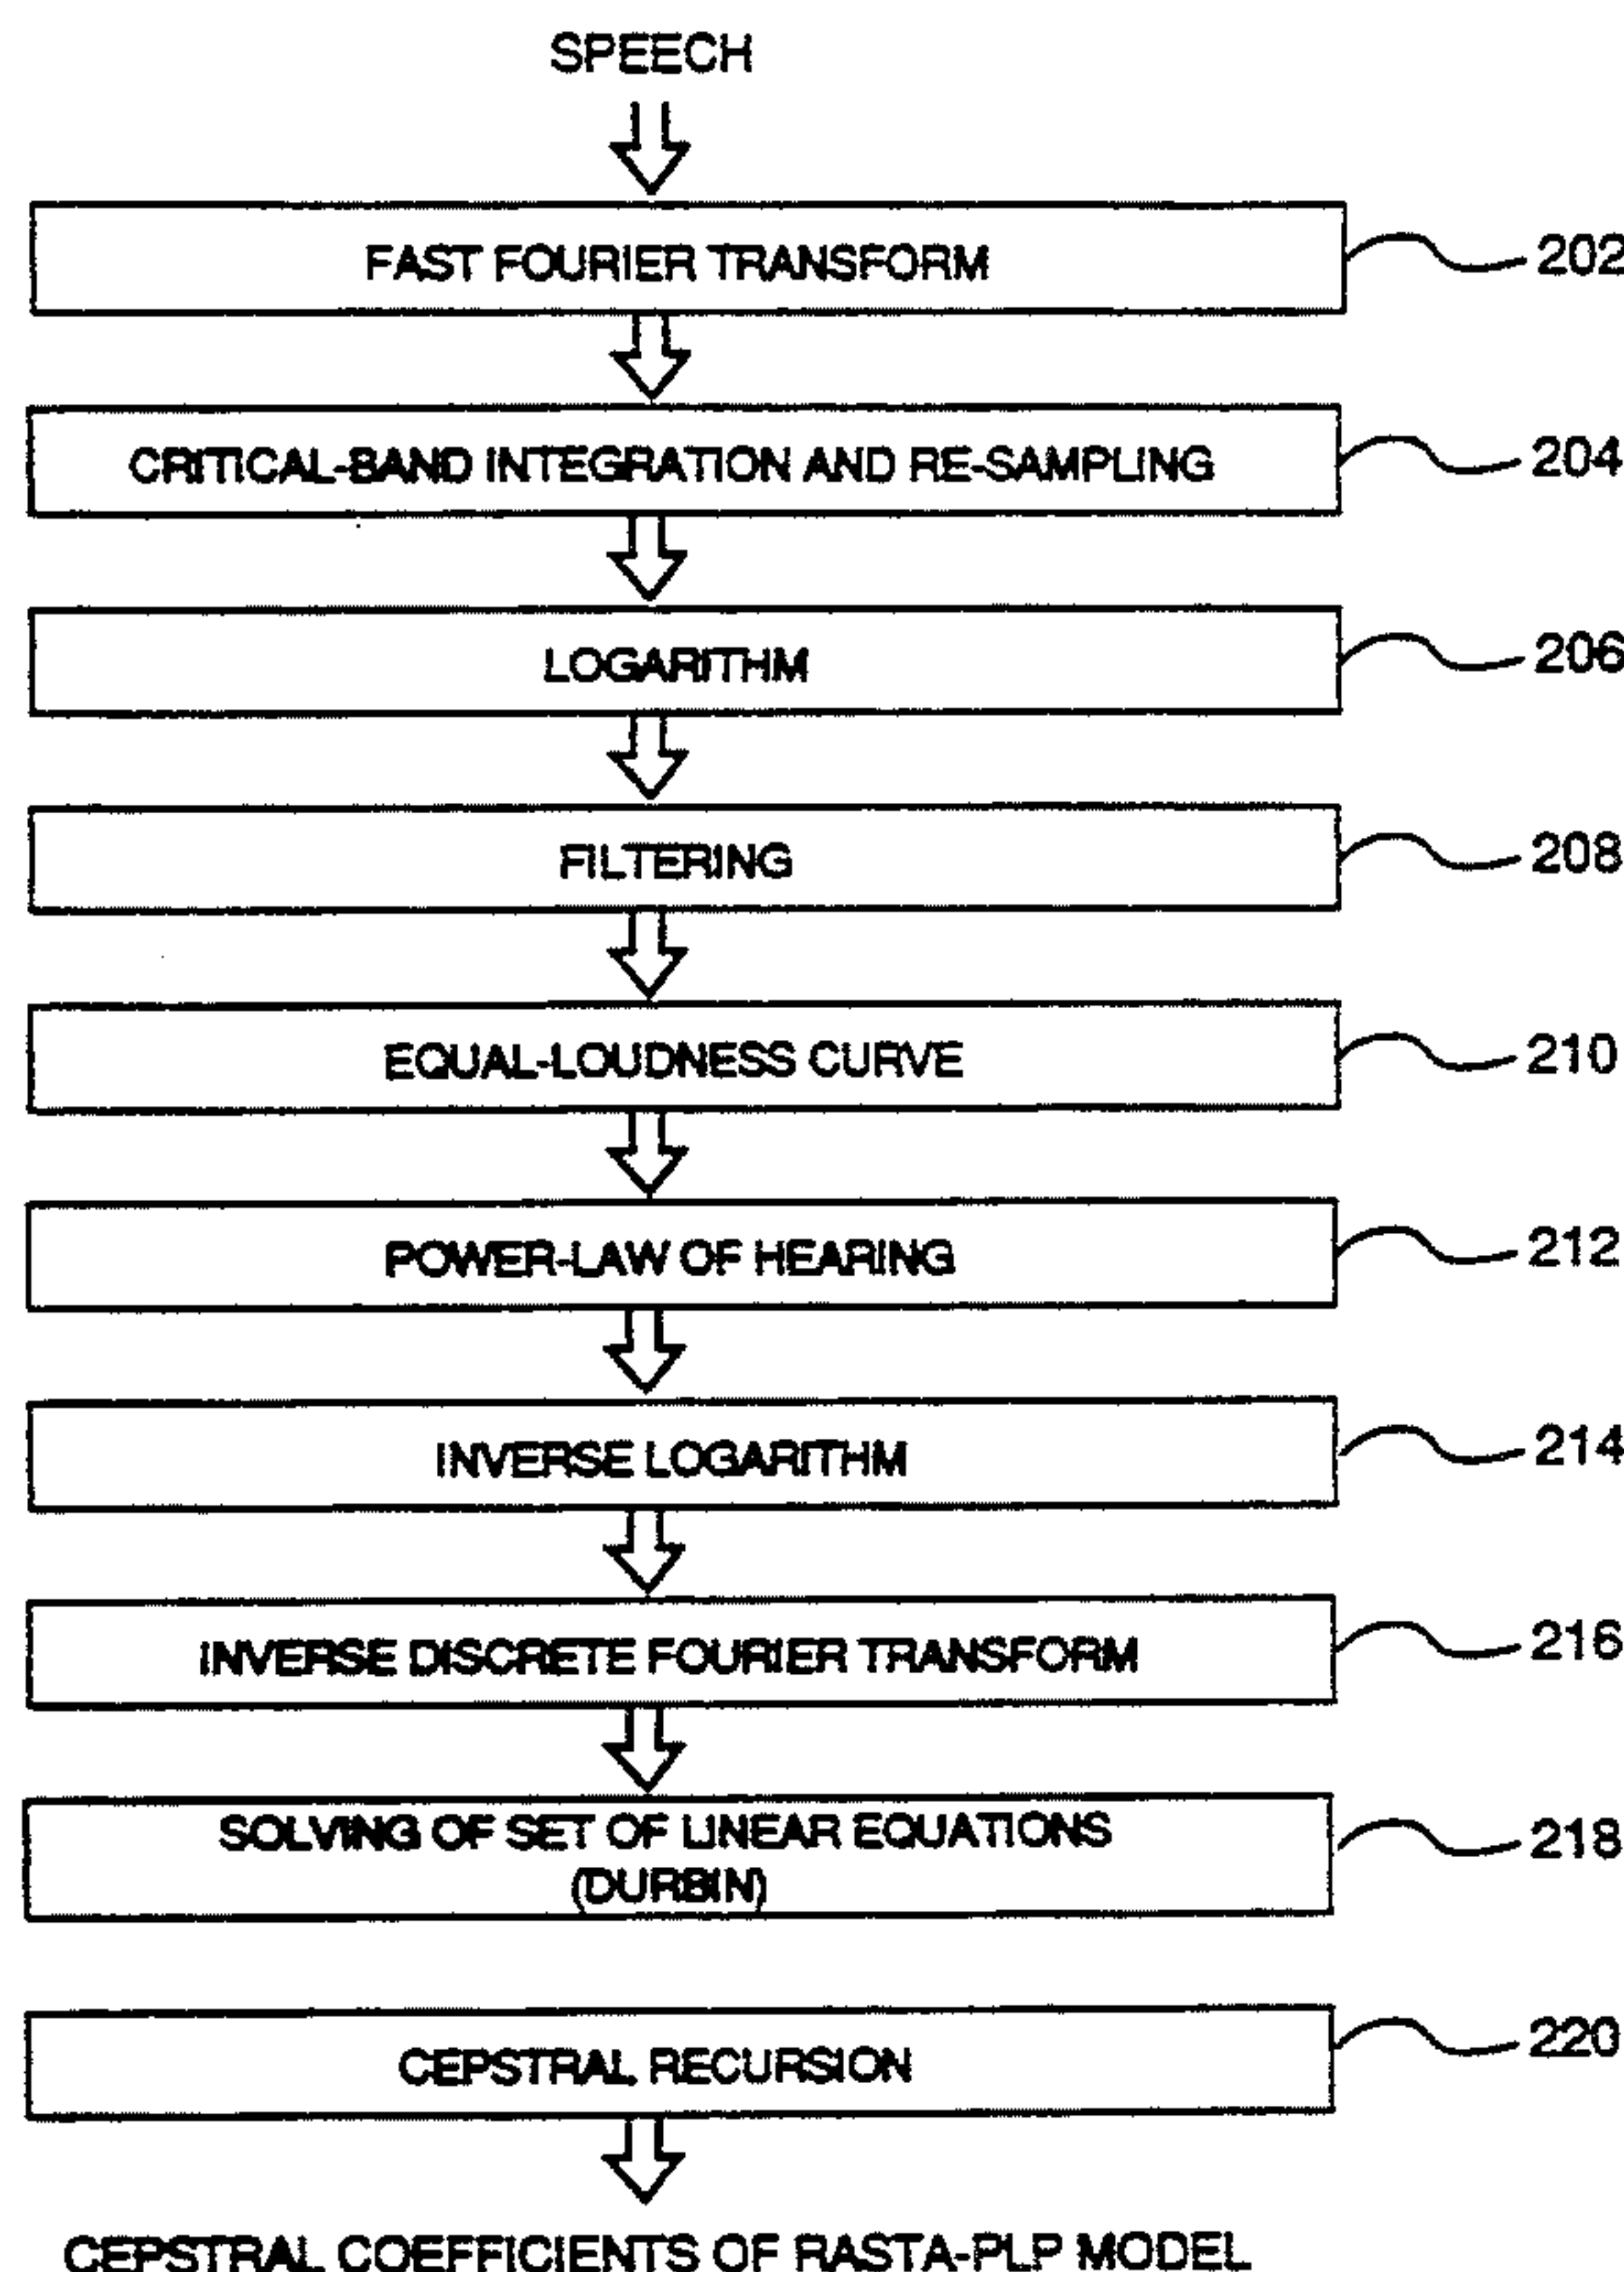 SPEECH
FAST FOURIER TRANSFORM
202
CRITICAL-BAND INTEGRATION AND RE-SAMPLING
204
LOGARITHM
206
FILTERING
208
EQUAL-LOUDNESS CURVE
210
POWER-LAW OF HEARING
212
INVERSE LOGARITHM
214
INVERSE DISCRETE FOURIER TRANSFORM
216
SOLVING OF SET OF LINEAR EQUATIONS
(DURBIN)
218
CEPSTRAL RECURSION
220
CEPSTRAL COEFFICIENTS OF RASTA-PLP MODEL